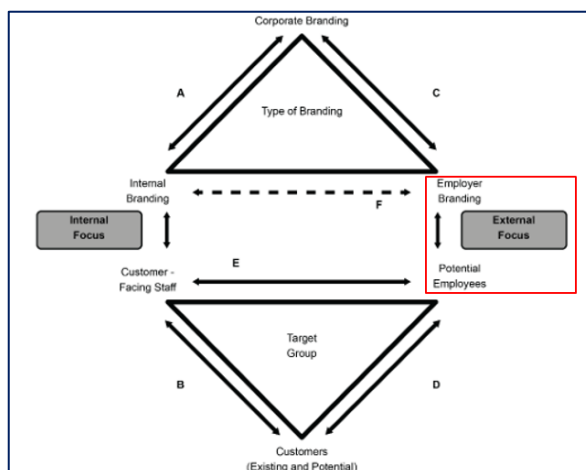 Corporate Branding
A
C
Type of Branding
Internal
Branding
Employer
Branding
F
Internal
Focus
External
Focus
E
Customer -
Facing Staff
Potential
Employees
Target
Group
B
D
Customers
(Existing and Potential)